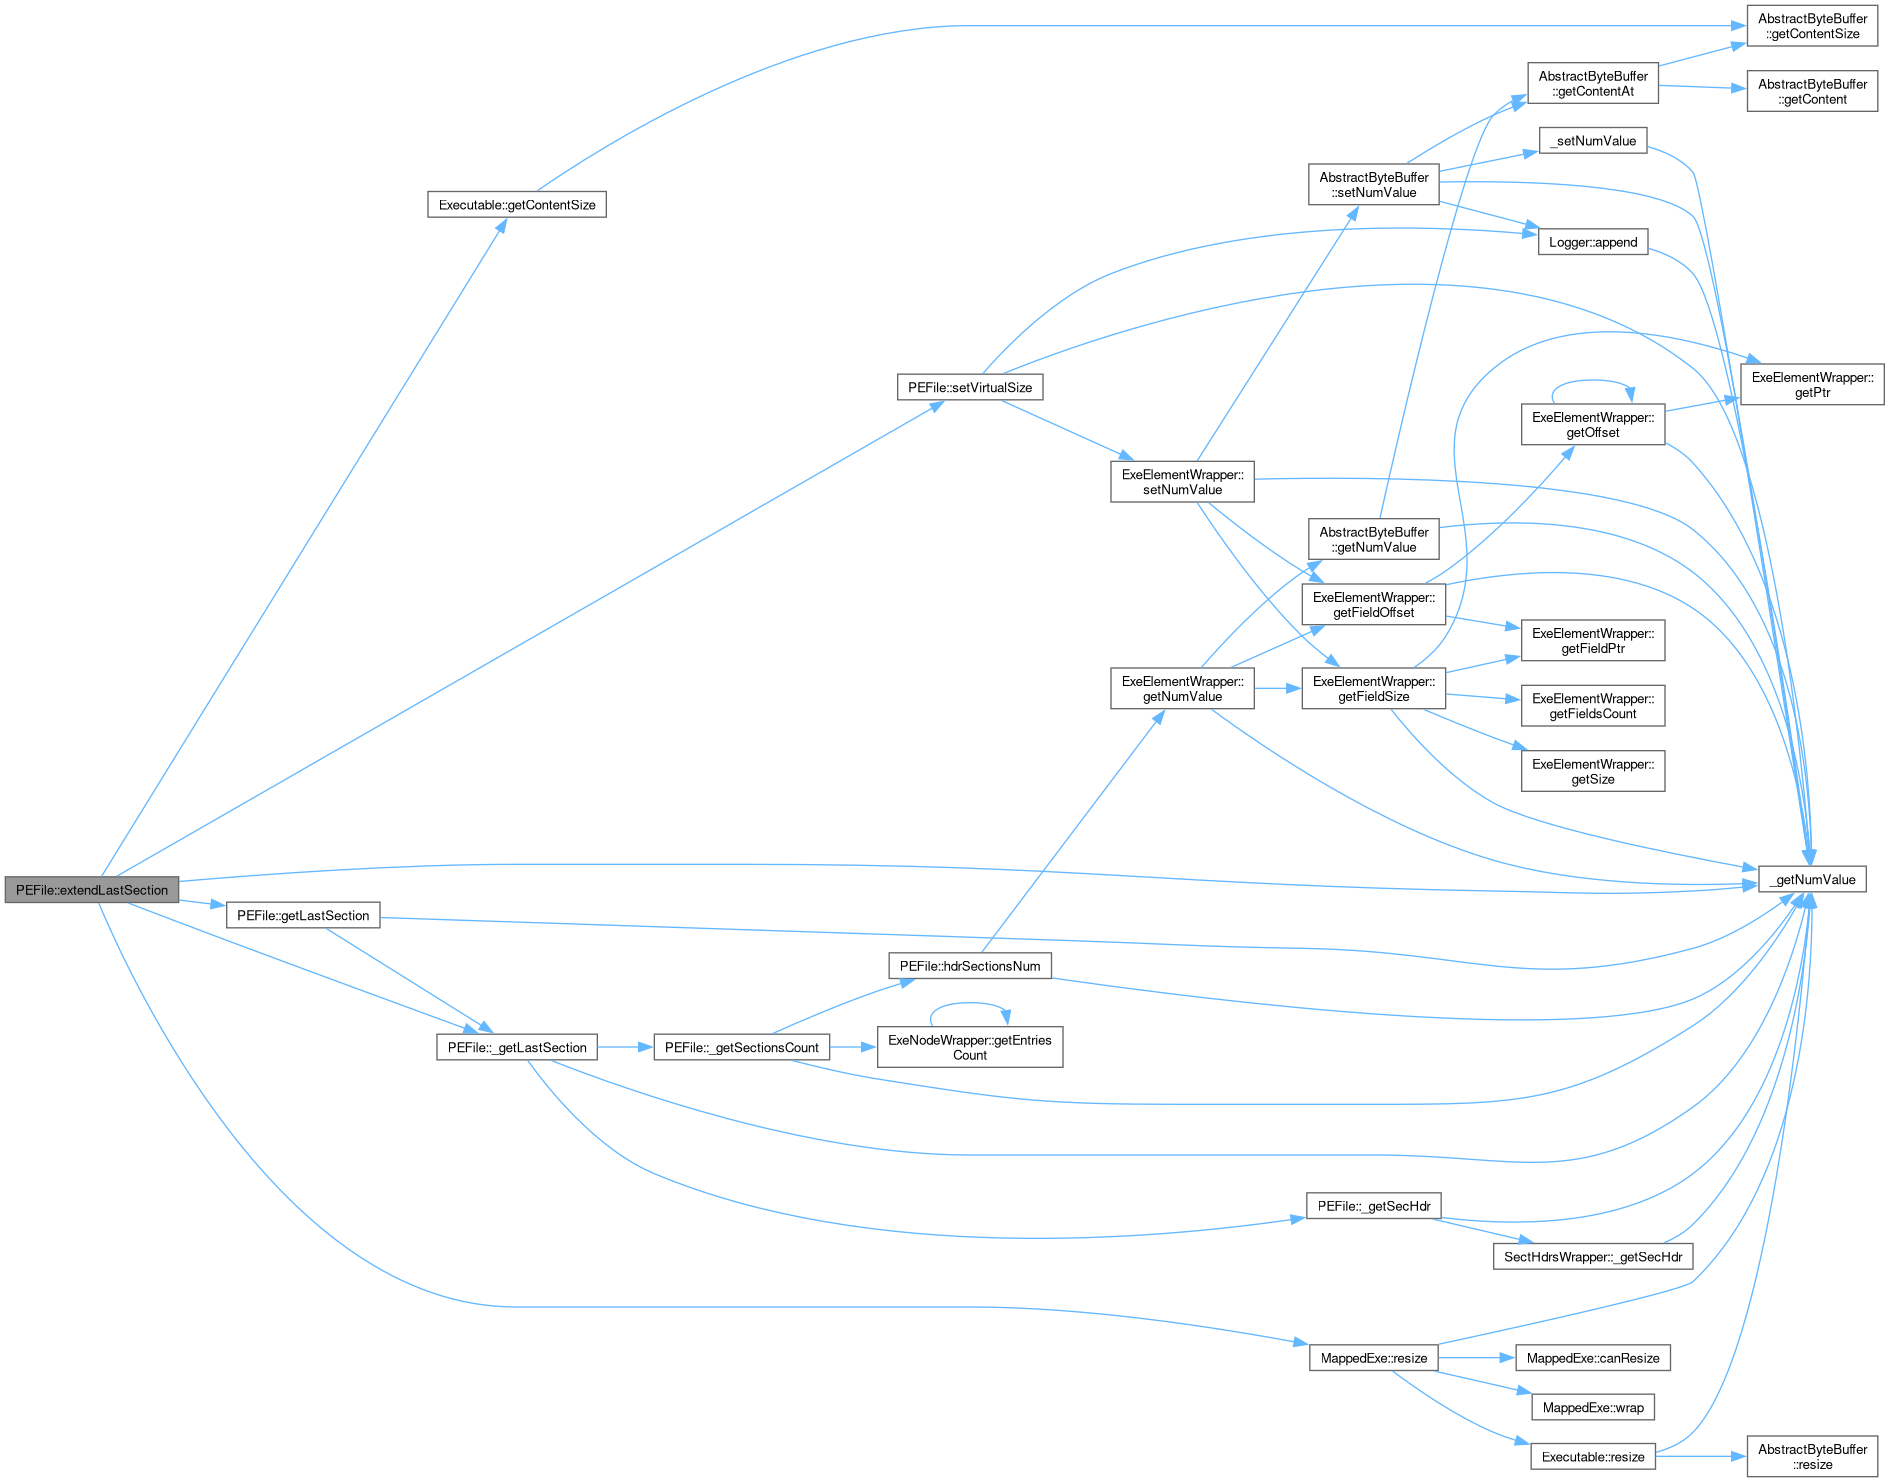 AbstractByteBuffer
::getContentSize
AbstractByteBuffer
::getContentAt
AbstractByteBuffer
::getContent
_setNumValue
AbstractByteBuffer
::setNumValue
Executable::getContentSize
Logger::append
PEFile::setVirtualSize
ExeElementWrapper::
getPtr
ExeElementWrapper::
getOffset
ExeElementWrapper::
setNumValue
AbstractByteBuffer
::getNumValue
ExeElementWrapper::
getFieldOffset
ExeElementWrapper::
getFieldPtr
ExeElementWrapper::
getNumValue
ExeElementWrapper::
getFieldSize
ExeElementWrapper::
getFieldsCount
ExeElementWrapper::
getSize
PEFile::extendLastSection
_getNumValue
PEFile::getLastSection
PEFile::hdrSectionsNum
PEFile::_getLastSection
PEFile::_getSectionsCount
ExeNodeWrapper::getEntries
Count
PEFile::_getSecHdr
SectHdrsWrapper::_getSecHdr
MappedExe::resize
MappedExe::canResize
MappedExe::wrap
Executable::resize
AbstractByteBuffer
::resize